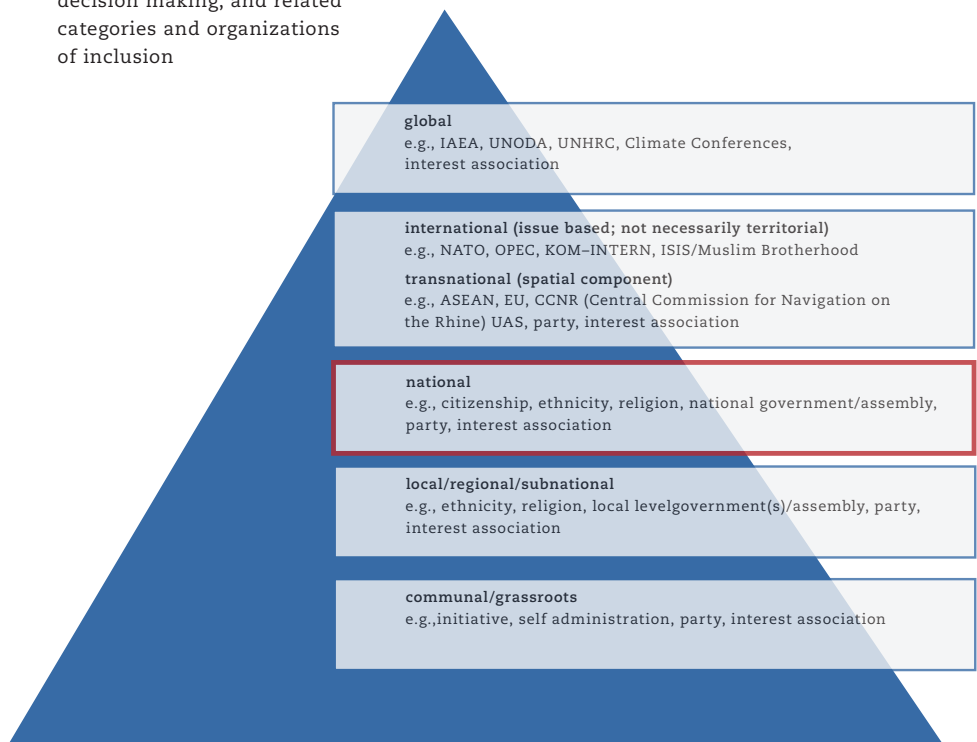 decision making, and related
categories and organizations
of inclusion
global
e.g., IAEA, UNODA, UNHRC, Climate Conferences,
interest association
international (issue based; not necessarily territorial)
e.g., NATO, OPEC, KOM–INTERN, ISIS/Muslim Brotherhood
transnational (spatial component)
e.g., ASEAN, EU, CCNR (Central Commission for Navigation on
the Rhine) UAS, party, interest association
national
e.g., citizenship, ethnicity, religion, national government/assembly,
party, interest association
local/regional/subnational
e.g., ethnicity, religion, local levelgovernment(s)/assembly, party,
interest association
communal/grassroots
e.g.,initiative, self administration, party, interest association